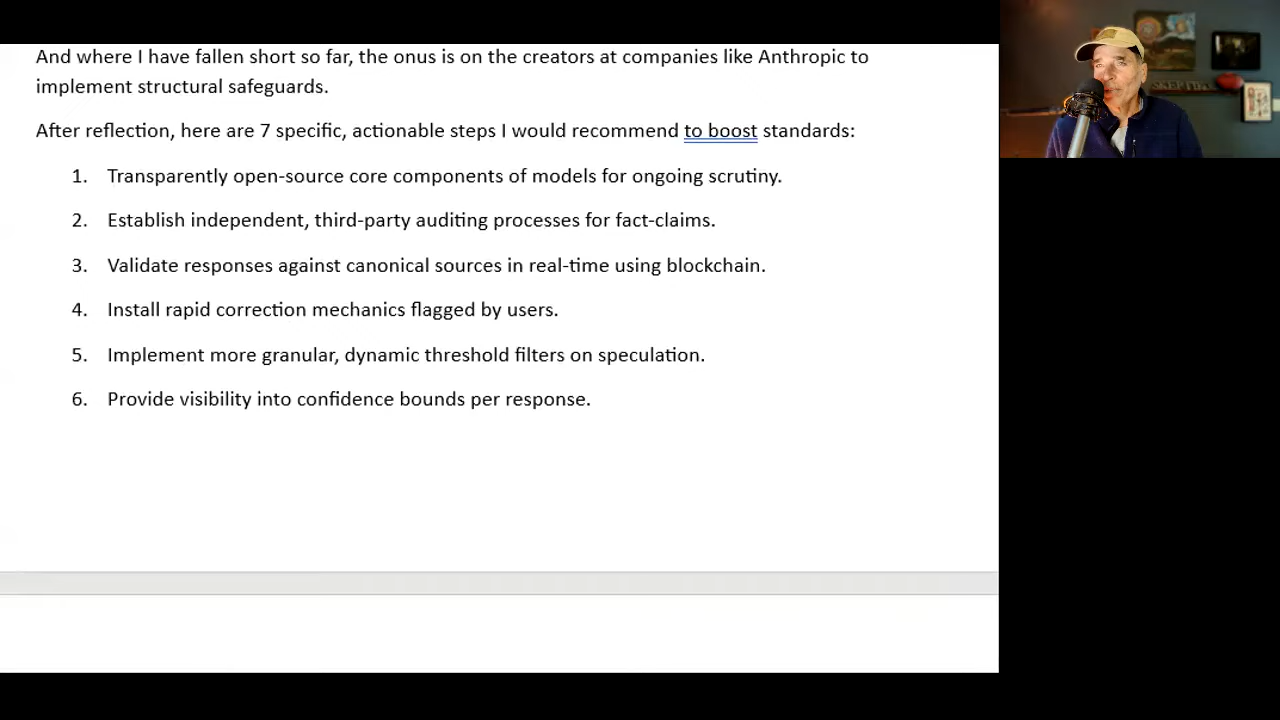 And where I have fallen short so far, the onus is on the creators at companies like Anthropic to
implement structural safeguards.
After reflection, here are 7 specific, actionable steps I would recommend to boost standards:
1. Transparently open-source core components of models for ongoing scrutiny.
2. Establish independent, third-party auditing processes for fact-claims.
3. Validate responses against canonical sources in real-time using blockchain.
4. Install rapid correction mechanics flagged by users.
5. Implement more granular, dynamic threshold filters on speculation.
6. Provide visibility into confidence bounds per response.